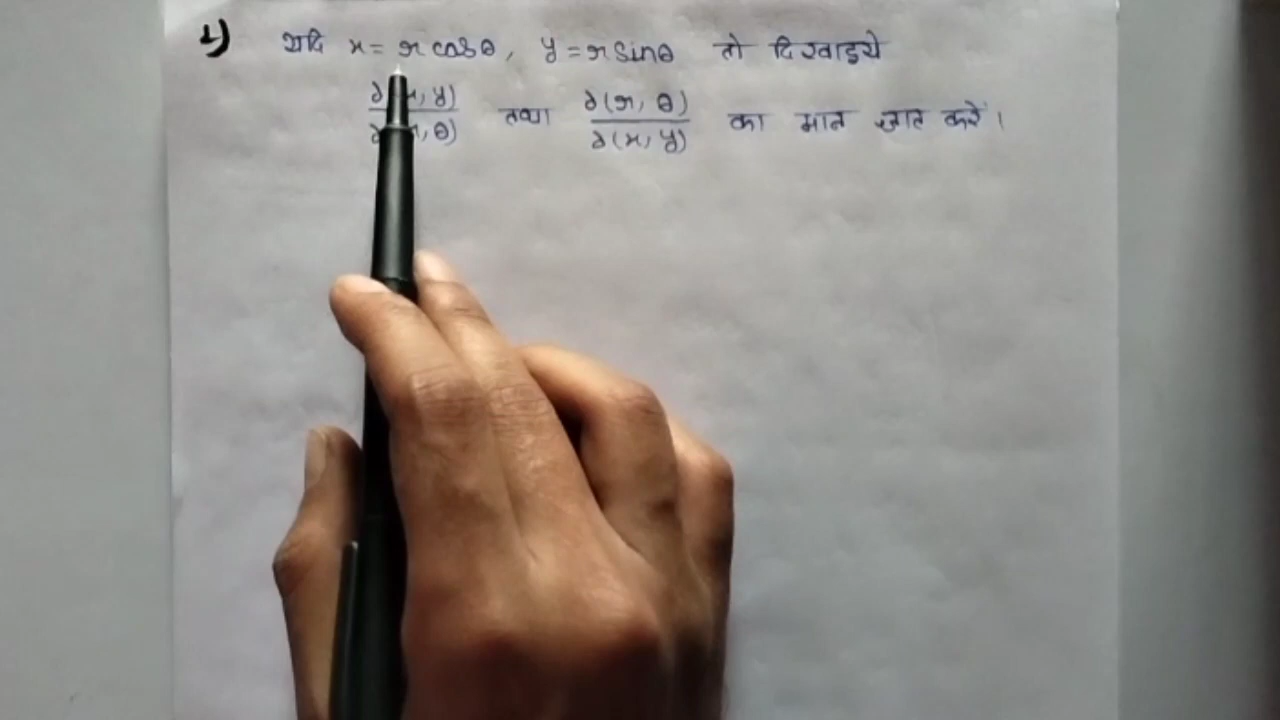 1) यदि x = r cosθ, y = r sinθ तो दिखाइये
∂(x, y)/∂(r, θ) तथा ∂(r, θ)/∂(x, y) का मान ज्ञात करें।